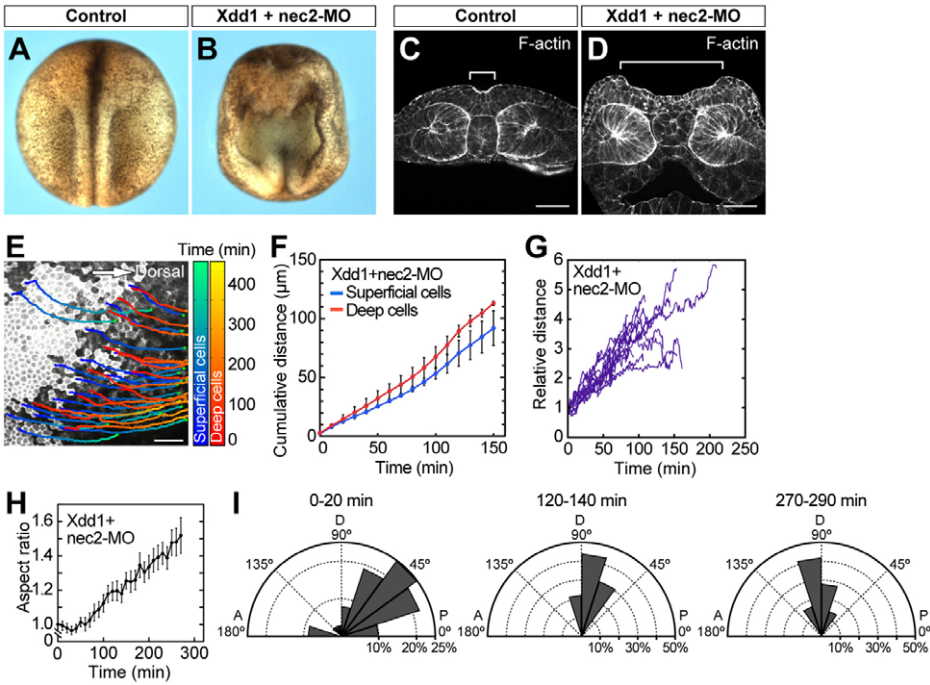 Control
Xdd1 + nec2-MO
Control
Xdd1 + nec2-MO
A
B
C
F-actin
D
F-actin
E
Time (min)
Dorsal
Superficial cells
Deep cells
400
300
200
100
0
F
Xdd1+nec2-MO
Superficial cells
Deep cells
Cumulative distance (µm)
150
100
50
0
0 50 100 150
Time (min)
G
Xdd1+
nec2-MO
Relative distance
6
5
4
3
2
1
0
0 50 100 150 200 250
Time (min)
H
Xdd1+
nec2-MO
Aspect ratio
1.6
1.4
1.2
1.0
0
0 100 200 300
Time (min)
I
0-20 min
D
90º
135º
45º
A
180º
P
0º
10% 20% 25%
120-140 min
D
90º
135º
45º
A
180º
P
0º
10% 30% 50%
270-290 min
D
90º
135º
45º
A
180º
P
0º
10% 30% 50%